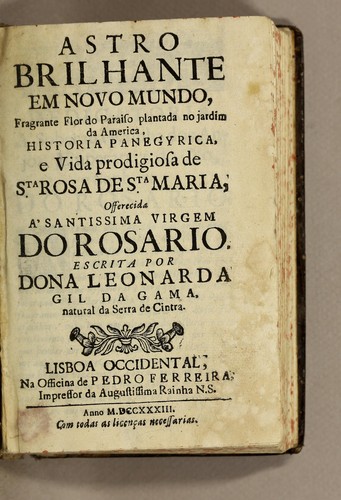 ASTRO
BRILHANTE
EM NOVO MUNDO,
Fragrante Flor do Paraiſo plantada no jardim
da America,
HISTORIA PANEGYRICA,
e Vida prodigioſa de
S.TA ROSA DE S.TA MARIA,
Offerecida
A' SANTISSIMA VIRGEM
DO ROSARIO.
ESCRITA POR
DONA LEONARDA
GIL DA GAMA,
natural da Serra de Cintra.
LISBOA OCCIDENTAL,
Na Officina de PEDRO FERREIRA,
Impreſſor da Auguſtiſſima Rainha N.S.
Anno M.DCCXXXIII.
Com todas as licenças neceſſarias.